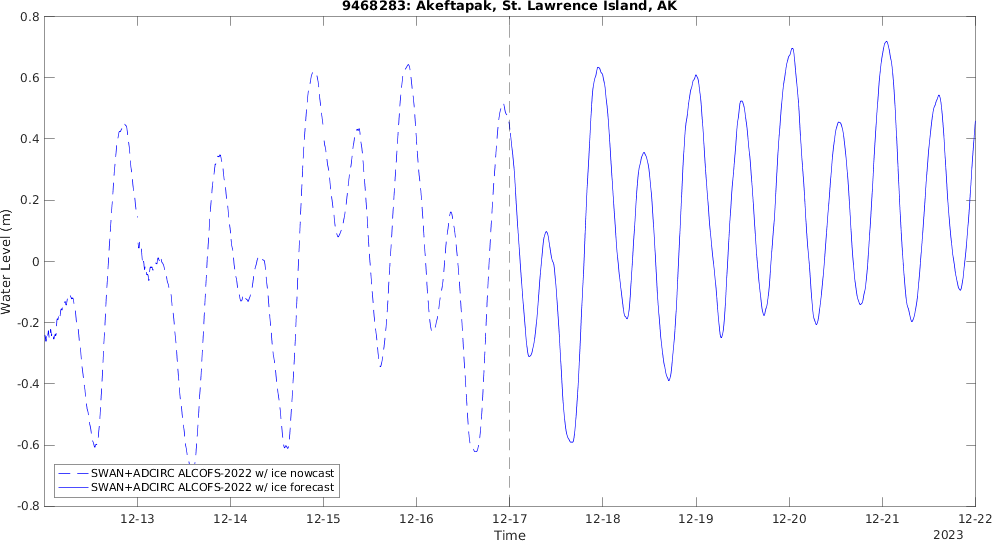 9468283: Akeftapak, St. Lawrence Island, AK
0.8
0.6
0.4
0.2
0
-0.2
-0.4
-0.6
-0.8
Water Level (m)
SWAN+ADCIRC ALCOFS-2022 w/ ice nowcast
SWAN+ADCIRC ALCOFS-2022 w/ ice forecast
12-13 12-14 12-15 12-16 12-17 12-18 12-19 12-20 12-21 12-22
Time
2023